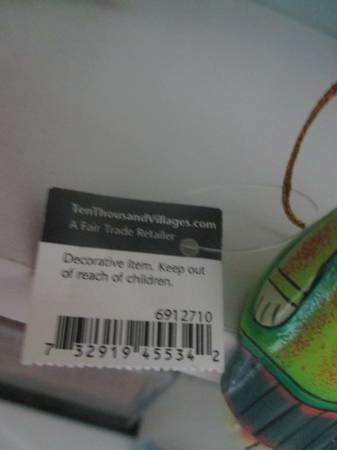 TenThousandVillages.com
A Fair Trade Retailer
Decorative item. Keep out
of reach of children.
6912710
7 32919 45534 2